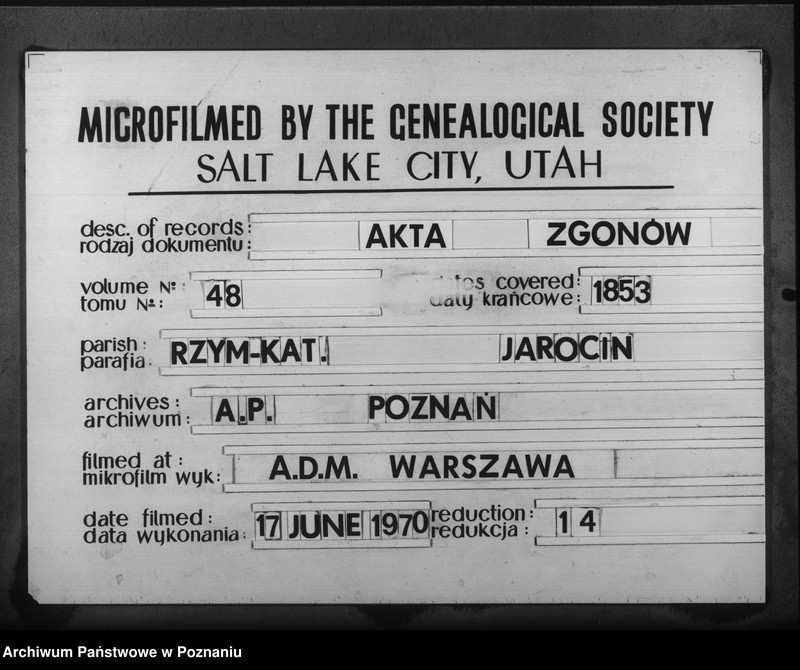 MICROFILMED BY THE GENEALOGICAL SOCIETY
SALT LAKE CITY, UTAH
desc. of records:
rodzaj dokumentu:
AKTA ZGONÓW
volume No:
tomu No:
48
covered:
daty krańcowe:
1853
parish:
parafia:
RZYM-KAT. JAROCIN
archives:
archiwum:
A.P. POZNAŃ
filmed at:
mikrofilm wyk:
A.D.M. WARSZAWA
date filmed:
data wykonania:
17 JUNE 1970
reduction:
redukcja:
14
Archiwum Państwowe w Poznaniu